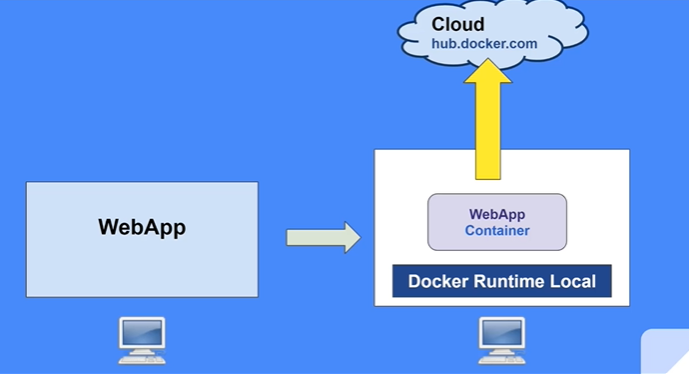 Cloud
hub.docker.com
WebApp
WebApp
Container
Docker Runtime Local